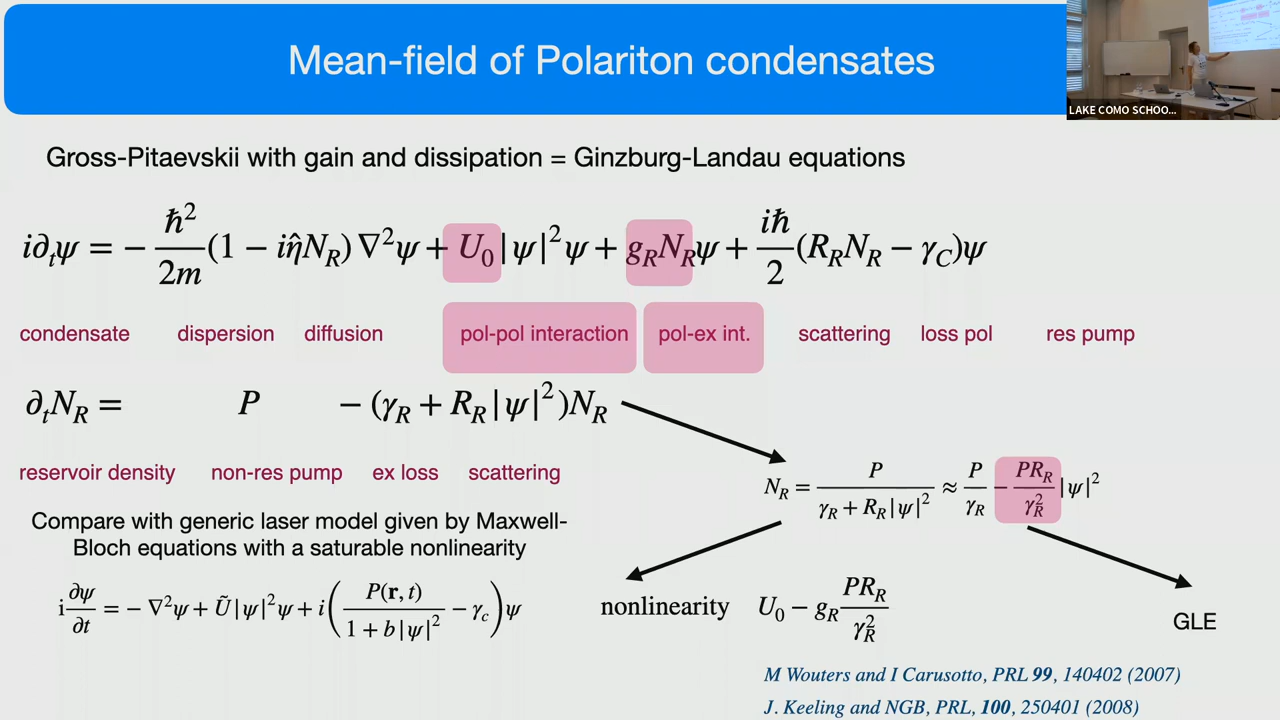 Mean-field of Polariton condensates
LAKE COMO SCHOO...
Gross-Pitaevskii with gain and dissipation = Ginzburg-Landau equations
i∂ₜψ = − ħ²/2m (1 − iη̂N_R) ∇²ψ + U₀|ψ|²ψ + g_R N_R ψ + iħ/2 (R_R N_R − γ_C)ψ
condensate dispersion diffusion pol-pol interaction pol-ex int. scattering loss pol res pump
∂ₜN_R = P − (γ_R + R_R|ψ|²)N_R
reservoir density non-res pump ex loss scattering
N_R = P/(γ_R + R_R|ψ|²) ≈ P/γ_R − PR_R/γ_R² |ψ|²
Compare with generic laser model given by Maxwell-
Bloch equations with a saturable nonlinearity
i ∂ψ/∂t = − ∇²ψ + Ũ|ψ|²ψ + i(P(r, t)/(1 + b|ψ|²) − γ_c)ψ
nonlinearity U₀ − g_R PR_R/γ_R²
GLE
M Wouters and I Carusotto, PRL 99, 140402 (2007)
J. Keeling and NGB, PRL, 100, 250401 (2008)